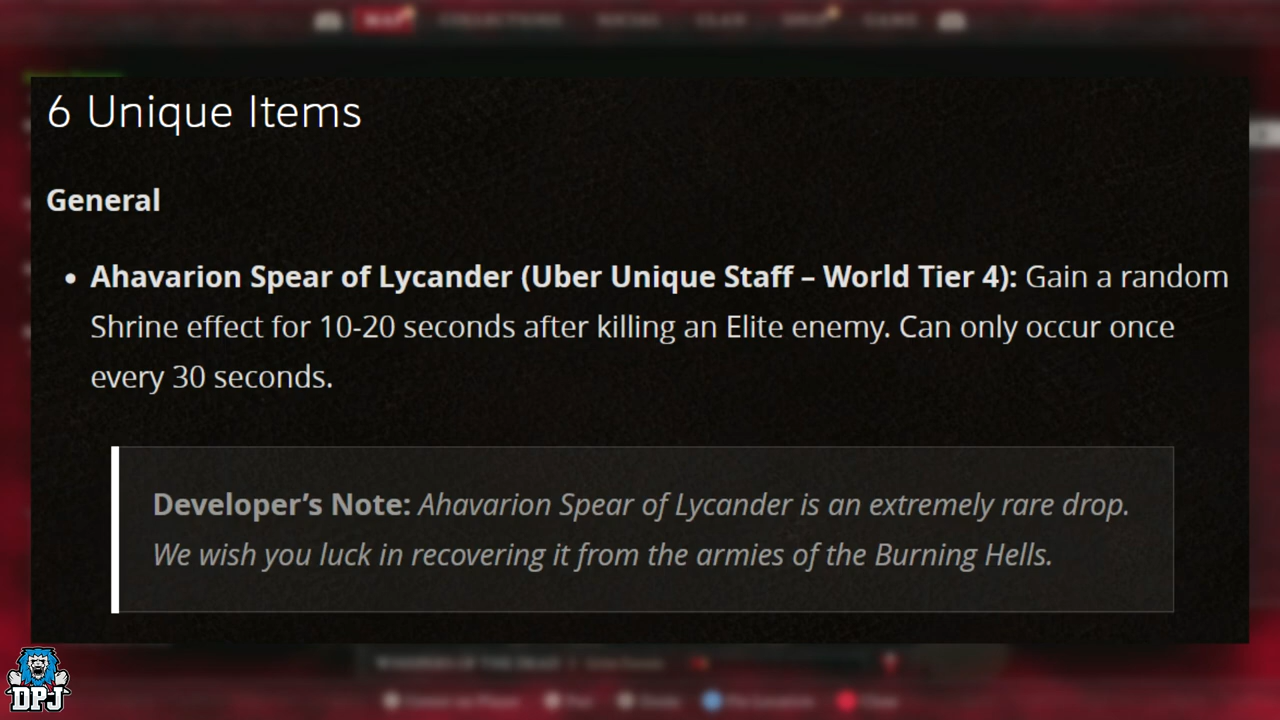 6 Unique Items
General
• Ahavarion Spear of Lycander (Uber Unique Staff – World Tier 4): Gain a random
Shrine effect for 10-20 seconds after killing an Elite enemy. Can only occur once
every 30 seconds.
Developer’s Note: Ahavarion Spear of Lycander is an extremely rare drop.
We wish you luck in recovering it from the armies of the Burning Hells.
DPJ